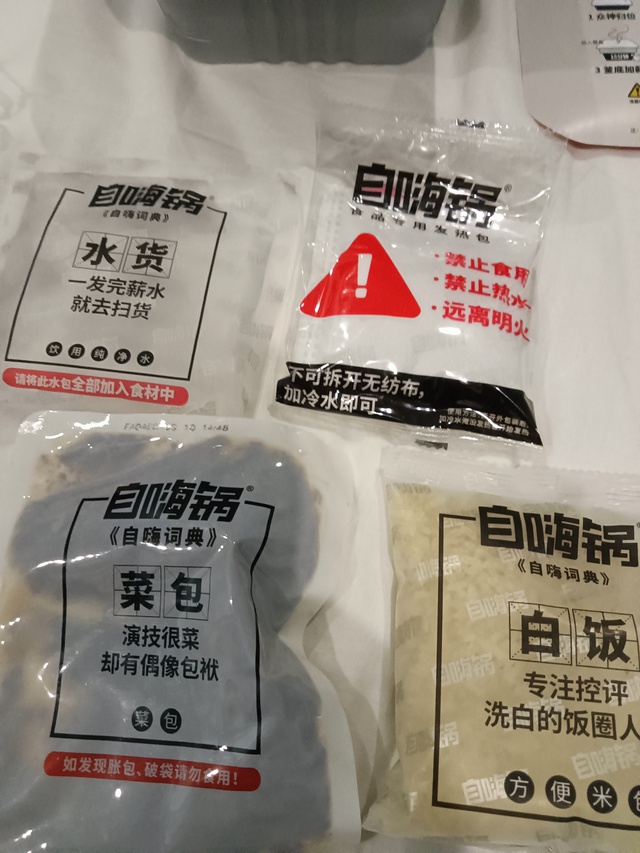 1 众神归位
3 釜底加
自嗨锅®
《自嗨词典》
水货
一发完薪水
就去扫货
饮用纯净水
请将此水包全部加入食材中
自嗨锅®
食品专用发热包
·禁止食用
·禁止热水
·远离明火
不可拆开无纺布,
加冷水即可
自嗨锅®
《自嗨词典》
菜包
演技很菜
却有偶像包袱
菜包
如发现胀包、破袋请勿食用!
自嗨锅
《自嗨词典》
白饭
专注控评
洗白的饭圈人
方便米包